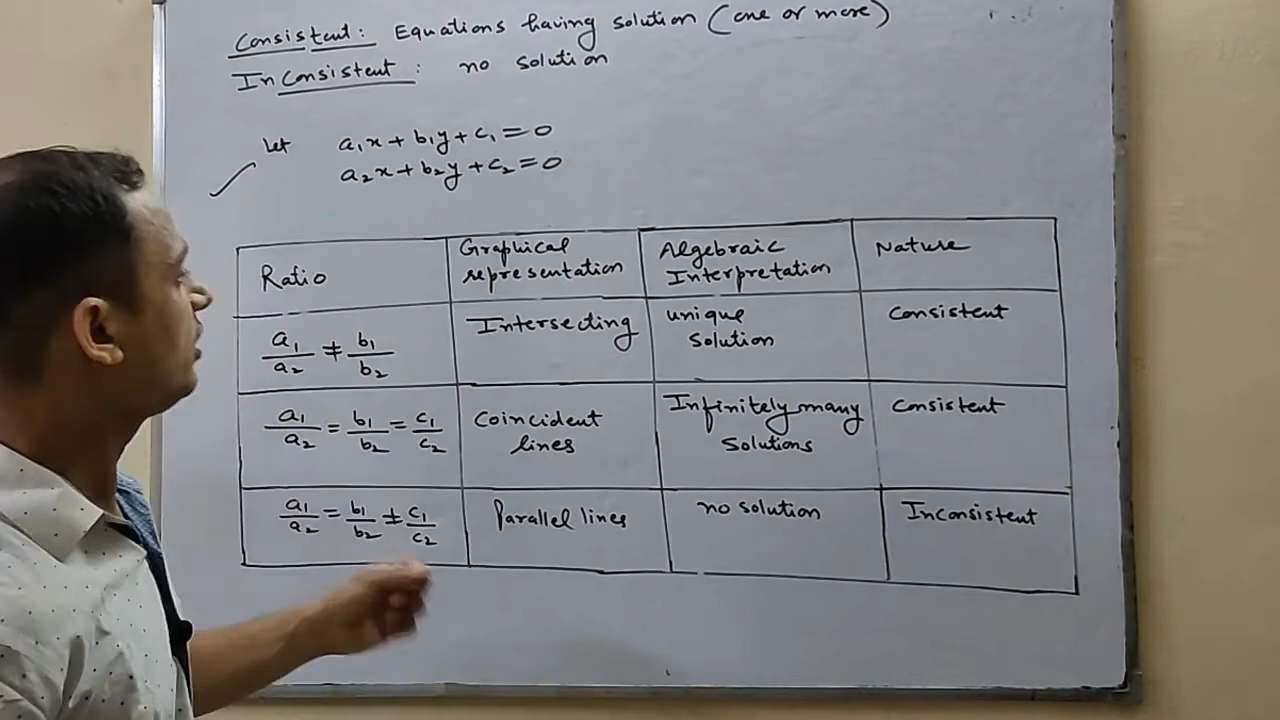 Consistent: Equations having solution (one or more)
InConsistent: no solution
Let a₁x + b₁y + c₁ = 0
a₂x + b₂y + c₂ = 0
Ratio
Graphical
representation
Algebraic
Interpretation
Nature
a₁/a₂ ≠ b₁/b₂
Intersecting
unique
solution
Consistent
a₁/a₂ = b₁/b₂ = c₁/c₂
Coincident
lines
Infinitely many
Solutions
Consistent
a₁/a₂ = b₁/b₂ ≠ c₁/c₂
Parallel lines
no solution
Inconsistent